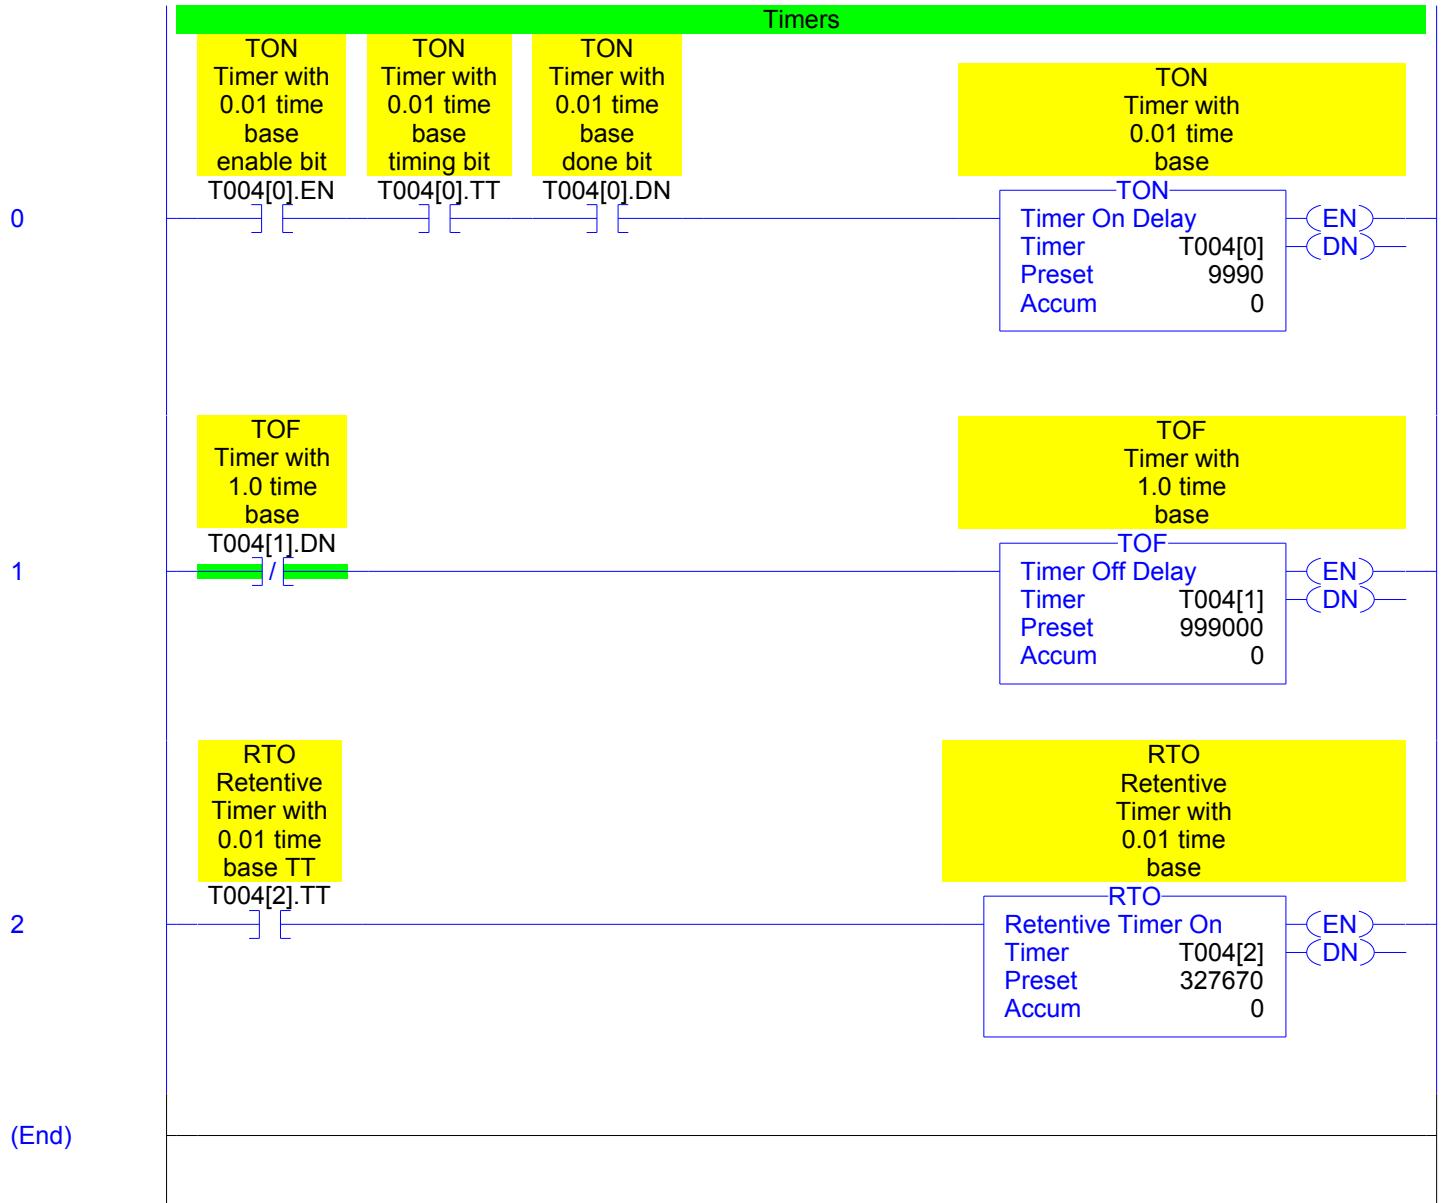 Timers
TON
Timer with
0.01 time
base
enable bit
T004[0].EN
TON
Timer with
0.01 time
base
timing bit
T004[0].TT
TON
Timer with
0.01 time
base
done bit
T004[0].DN
TON
Timer with
0.01 time
base
0
TON
Timer On Delay
Timer T004[0]
Preset 9990
Accum 0
EN
DN
TOF
Timer with
1.0 time
base
T004[1].DN
TOF
Timer with
1.0 time
base
1
/
TOF
Timer Off Delay
Timer T004[1]
Preset 999000
Accum 0
EN
DN
RTO
Retentive
Timer with
0.01 time
base TT
T004[2].TT
RTO
Retentive
Timer with
0.01 time
base
2
RTO
Retentive Timer On
Timer T004[2]
Preset 327670
Accum 0
EN
DN
(End)